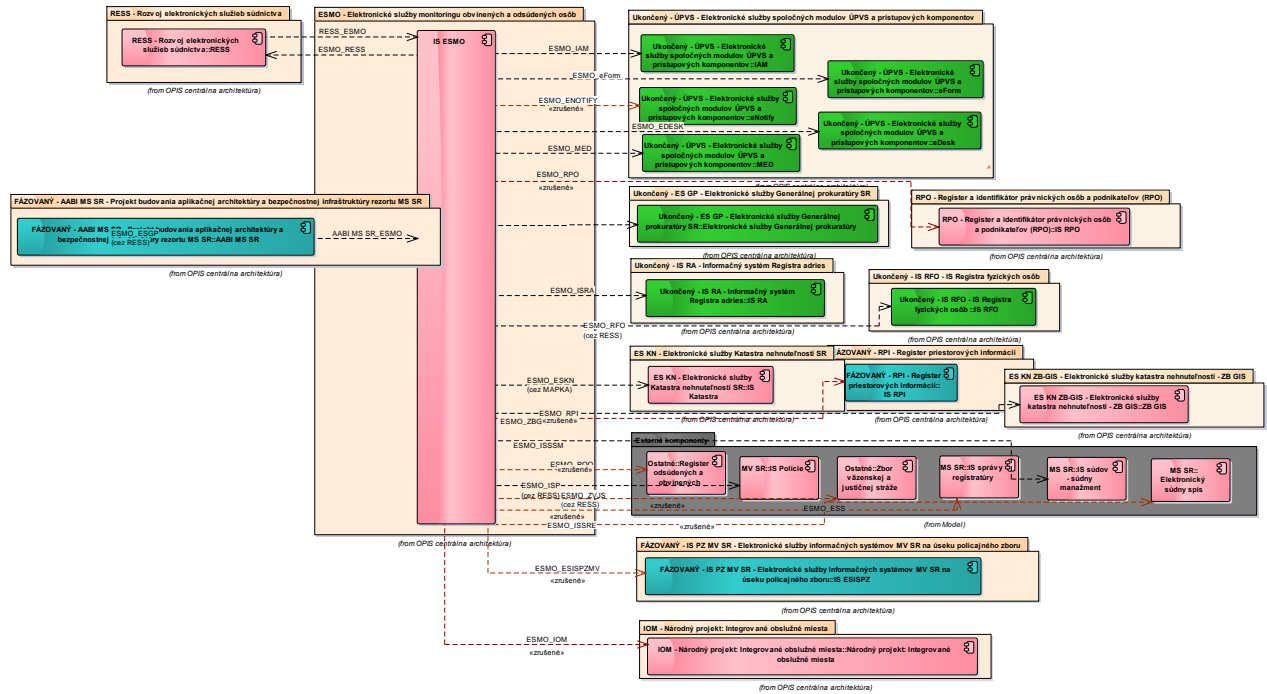 RESS - Rozvoj elektronických služieb súdnictva
RESS - Rozvoj elektronických
služieb súdnictva::RESS
(from OPIS centrálna architektúra)
RESS_ESMO
ESMO_RESS
ESMO - Elektronické služby monitoringu obvinených a odsúdených osôb
IS ESMO
(from OPIS centrálna architektúra)
ESMO_IAM
ESMO_eForm
ESMO_ENOTIFY
«zrušené»
ESMO_EDESK
ESMO_MED
ESMO_RPO
«zrušené»
Ukončený - ÚPVS - Elektronické služby spoločných modulov ÚPVS a prístupových komponentov
Ukončený - ÚPVS - Elektronické
služby spoločných modulov ÚPVS a
prístupových komponentov::IAM
Ukončený - ÚPVS - Elektronické služby
spoločných modulov ÚPVS a
prístupových komponentov::eForm
Ukončený - ÚPVS - Elektronické služby
spoločných modulov ÚPVS a
prístupových komponentov::eNotify
Ukončený - ÚPVS - Elektronické služby
spoločných modulov ÚPVS a
prístupových komponentov::eDesk
Ukončený - ÚPVS - Elektronické služby
spoločných modulov ÚPVS a
prístupových komponentov::MED
(from OPIS centrálna architektúra)
FÁZOVANÝ - AABI MS SR - Projekt budovania aplikačnej architektúry a bezpečnostnej infraštruktúry rezortu MS SR
FÁZOVANÝ - AABI MS SR - Projekt budovania aplikačnej architektúry a
bezpečnostnej infraštruktúry rezortu MS SR::AABI MS SR
ESMO_ESGP
(cez RESS)
AABI MS SR_ESMO
(from OPIS centrálna architektúra)
Ukončený - ES GP - Elektronické služby Generálnej prokuratúry SR
Ukončený - ES GP - Elektronické služby Generálnej
prokuratúry SR::Elektronické služby Generálnej prokuratúry
(from OPIS centrálna architektúra)
RPO - Register a identifikátor právnických osôb a podnikateľov (RPO)
RPO - Register a identifikátor právnických osôb
a podnikateľov (RPO)::IS RPO
(from OPIS centrálna architektúra)
Ukončený - IS RA - Informačný systém Registra adries
Ukončený - IS RA - Informačný systém
Registra adries::IS RA
(from OPIS centrálna architektúra)
ESMO_ISRA
Ukončený - IS RFO - IS Registra fyzických osôb
Ukončený - IS RFO - IS Registra
fyzických osôb ::IS RFO
(from OPIS centrálna architektúra)
ESMO_RFO
(cez RESS)
ES KN - Elektronické služby Katastra nehnuteľností SR
ES KN - Elektronické služby
Katastra nehnuteľností SR::IS
Katastra
(from OPIS centrálna architektúra)
ESMO_ESKN
(cez MAPKA)
FÁZOVANÝ - RPI - Register priestorových informácií
FÁZOVANÝ - RPI - Register
priestorových informácií::
IS RPI
(from OPIS centrálna architektúra)
ESMO_RPI
«zrušené»
ESMO_ZBG
ES KN ZB-GIS - Elektronické služby katastra nehnuteľností - ZB GIS
ES KN ZB-GIS - Elektronické služby
katastra nehnuteľností - ZB GIS::ZB GIS
(from OPIS centrálna architektúra)
Externé komponenty
Ostatné::Register
odsúdených a
obvinených
MV SR::IS Polície
Ostatné::Zbor
väzenskej a
justičnej stráže
MS SR::IS správy
registratúry
MS SR::IS súdov
- súdny
manažment
MS SR::
Elektronický
súdny spis
(from Model)
ESMO_ISSSM
«zrušené»
ESMO_ISP
(cez RESS)
ESMO_ZVJS
(cez RESS)
«zrušené»
ESMO_ESS
ESMO_ISSRE
«zrušené»
FÁZOVANÝ - IS PZ MV SR - Elektronické služby informačných systémov MV SR na úseku policajného zboru
FÁZOVANÝ - IS PZ MV SR - Elektronické služby informačných systémov MV SR na
úseku policajného zboru::IS ESISPZ
(from OPIS centrálna architektúra)
ESMO_ESISPZMV
«zrušené»
IOM - Národný projekt: Integrované obslužné miesta
IOM - Národný projekt: Integrované obslužné miesta::Národný projekt: Integrované
obslužné miesta
(from OPIS centrálna architektúra)
ESMO_IOM
«zrušené»